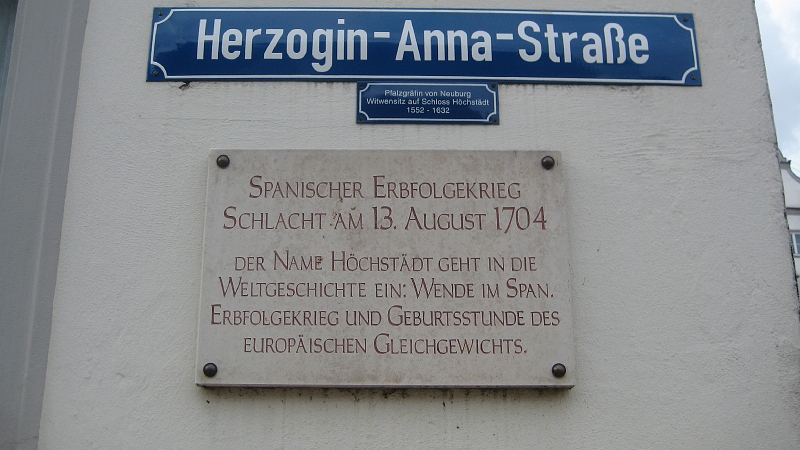 Herzogin-Anna-Straße
Pfalzgräfin von Neuburg
Witwensitz auf Schloss Höchstädt
1552 - 1632
SPANISCHER ERBFOLGEKRIEG
SCHLACHT AM 13. AUGUST 1704
DER NAME HÖCHSTÄDT GEHT IN DIE
WELTGESCHICHTE EIN: WENDE IM SPAN.
ERBFOLGEKRIEG UND GEBURTSSTUNDE DES
EUROPÄISCHEN GLEICHGEWICHTS.